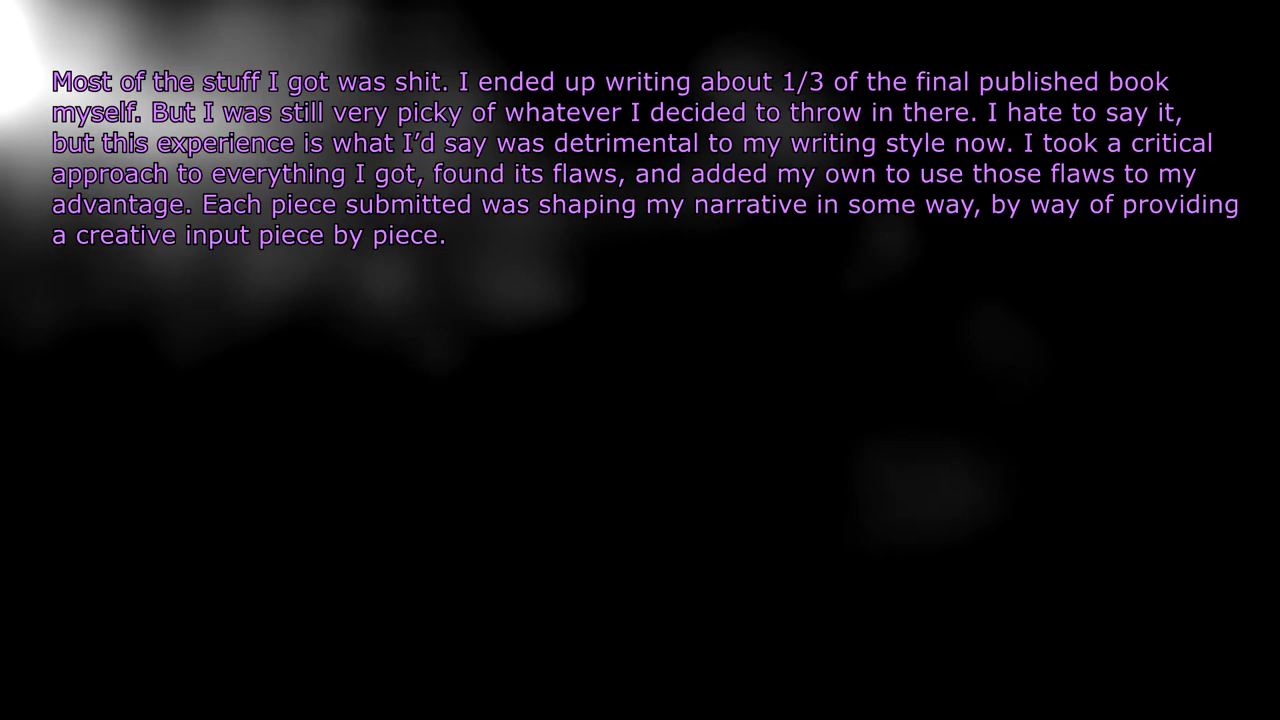 Most of the stuff I got was shit. I ended up writing about 1/3 of the final published book
myself. But I was still very picky of whatever I decided to throw in there. I hate to say it,
but this experience is what I’d say was detrimental to my writing style now. I took a critical
approach to everything I got, found its flaws, and added my own to use those flaws to my
advantage. Each piece submitted was shaping my narrative in some way, by way of providing
a creative input piece by piece.